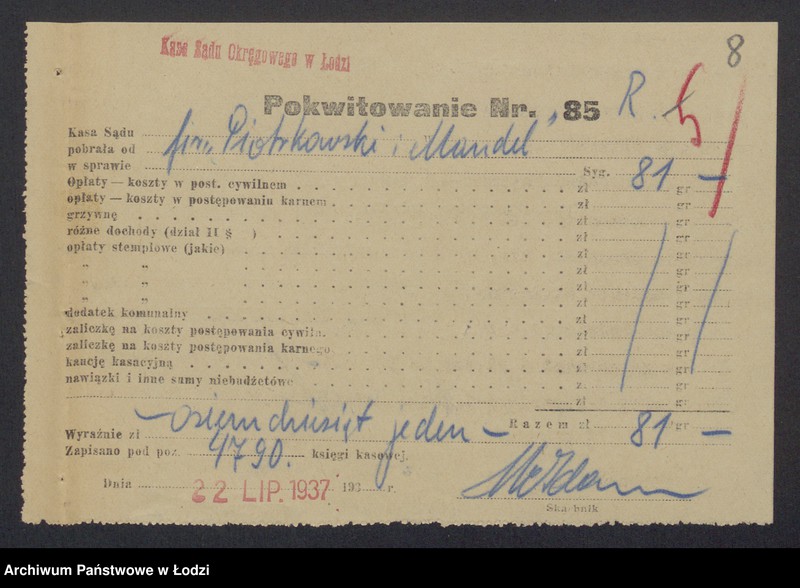 8
Kasa Sądu Okręgowego w Łodzi
Pokwitowanie Nr. 85 R.
Kasa Sądu
pobrała od firm „Piotrkowski i Mandel"
w sprawie Syg.
Opłaty — koszty w post. cywilnem zł 81 gr —
opłaty — koszty w postępowaniu karnem zł gr
grzywnę zł gr
różne dochody (dział II § ) zł gr
opłaty stemplowe (jakie) zł gr
„ „ zł gr
„ „ zł gr
„ „ zł gr
dodatek komunalny zł gr
zaliczkę na koszty postępowania cywiln. zł gr
zaliczkę na koszty postępowania karnego zł gr
kaucję kasacyjną zł gr
nawiązki i inne sumy niebudżetowe z. gr
zł gr
Razem zł 81 gr —
Wyraźnie zł — osiemdziesiąt jeden —
Zapisano pod poz. 4790. księgi kasowej.
Dnia 22 LIP. 1937 193 r.
Skarbnik
Archiwum Państwowe w Łodzi